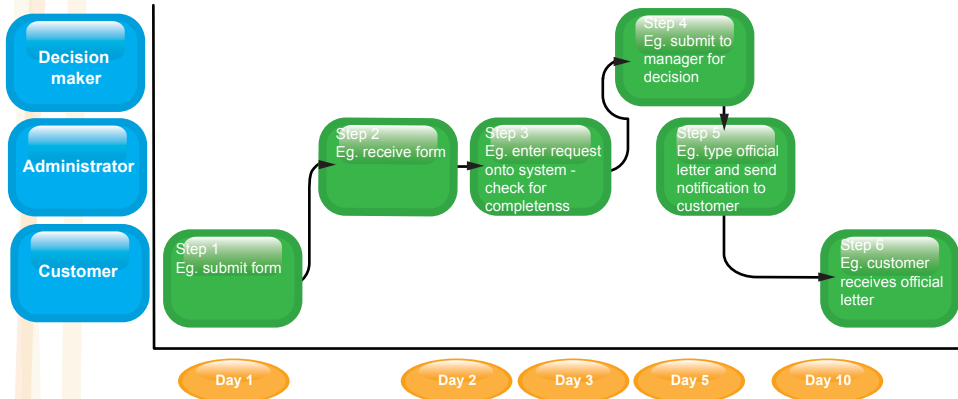 Decision
maker
Administrator
Customer
Step 1
Eg. submit form
Step 2
Eg. receive form
Step 3
Eg. enter request
onto system -
check for
completenss
Step 4
Eg. submit to
manager for
decision
Step 5
Eg. type official
letter and send
notification to
customer
Step 6
Eg. customer
receives official
letter
Day 1
Day 2
Day 3
Day 5
Day 10